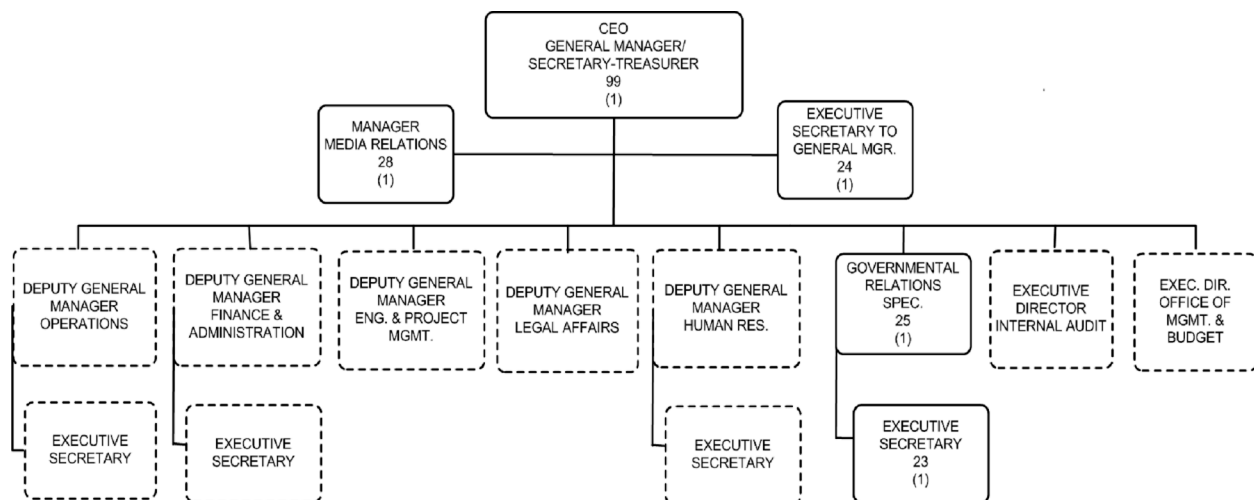 CEO
GENERAL MANAGER/
SECRETARY-TREASURER
99
(1)
MANAGER
MEDIA RELATIONS
28
(1)
EXECUTIVE
SECRETARY TO
GENERAL MGR.
24
(1)
DEPUTY GENERAL
MANAGER
OPERATIONS
DEPUTY GENERAL
MANAGER
FINANCE &
ADMINISTRATION
DEPUTY GENERAL
MANAGER
ENG. & PROJECT
MGMT.
DEPUTY GENERAL
MANAGER
LEGAL AFFAIRS
DEPUTY GENERAL
MANAGER
HUMAN RES.
GOVERNMENTAL
RELATIONS
SPEC.
25
(1)
EXECUTIVE
DIRECTOR
INTERNAL AUDIT
EXEC. DIR.
OFFICE OF
MGMT. &
BUDGET
EXECUTIVE
SECRETARY
EXECUTIVE
SECRETARY
EXECUTIVE
SECRETARY
EXECUTIVE
SECRETARY
23
(1)